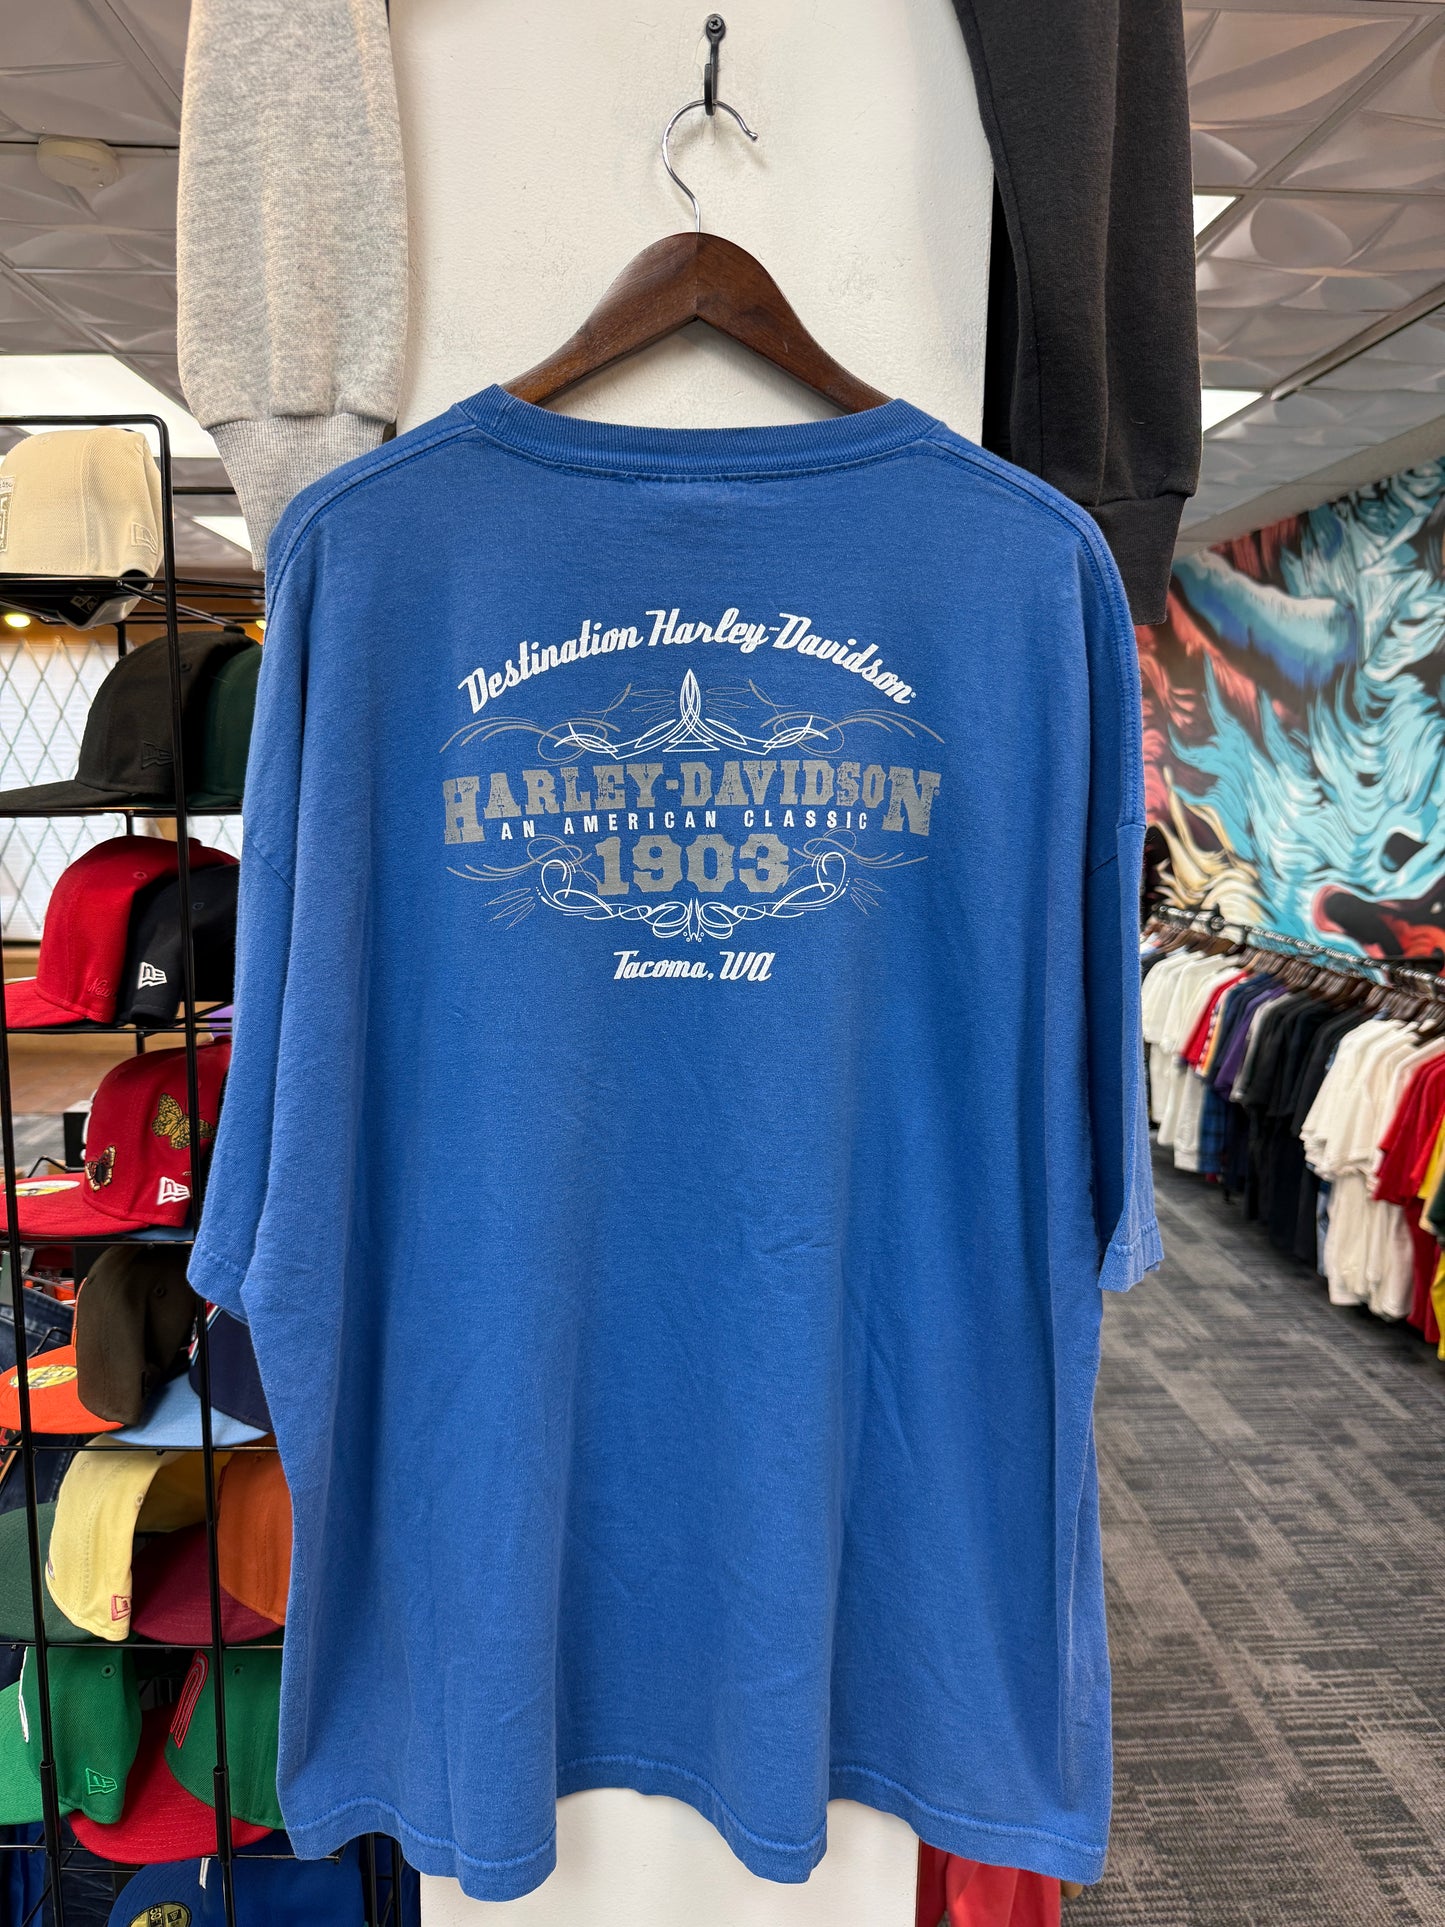 Destination Harley-Davidson
HARLEY-DAVIDSON
AN AMERICAN CLASSIC
1903
Tacoma, WA